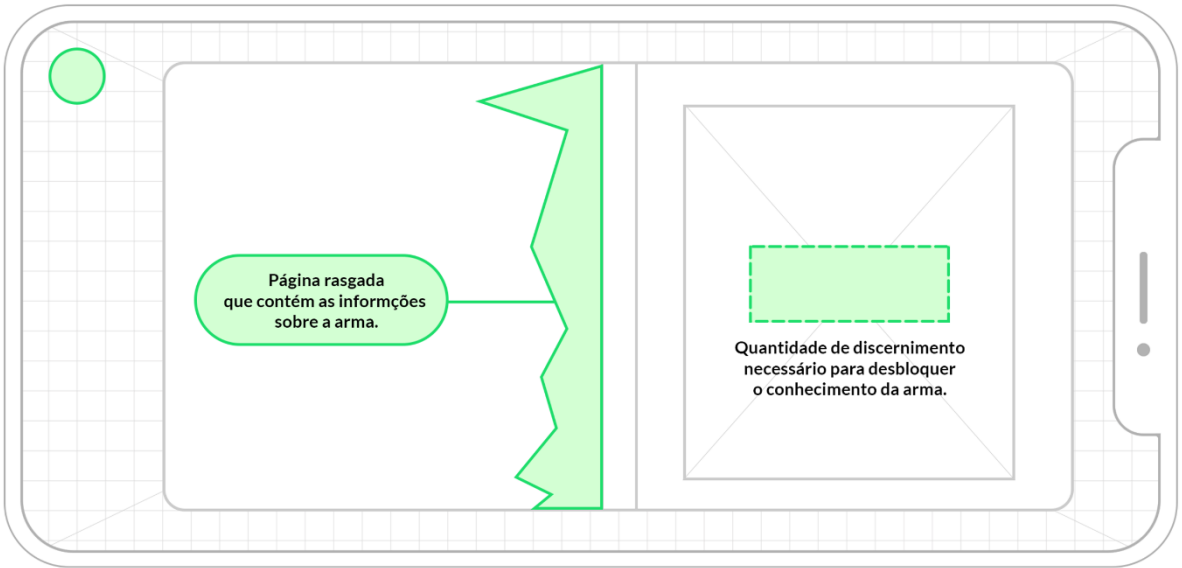 Página rasgada
que contém as informções
sobre a arma.
Quantidade de discernimento
necessário para desbloquer
o conhecimento da arma.